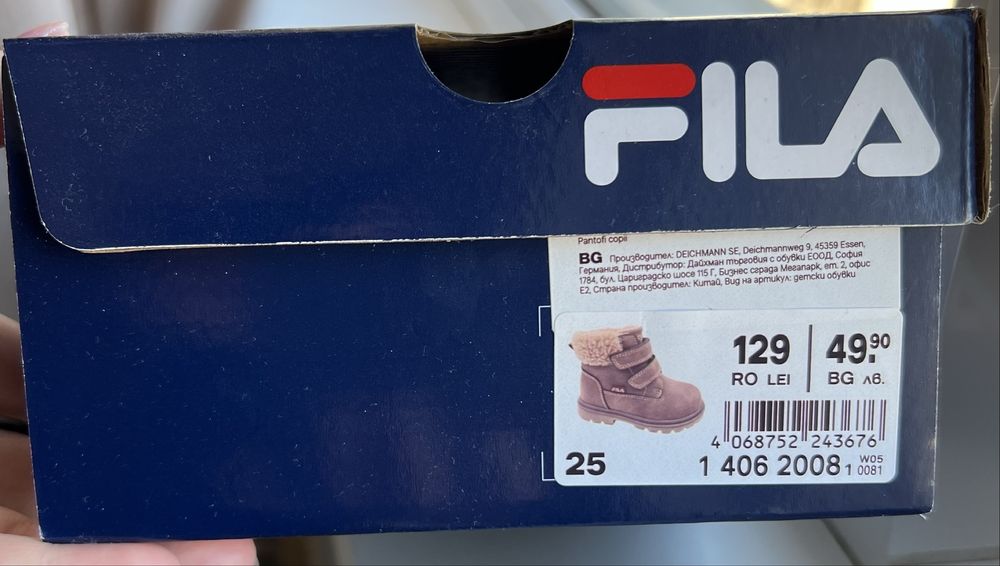 FILA
Pantofi copii
BG Производител: DEICHMANN SE, Deichmannweg 9, 45359 Essen,
Германия, Дистрибутор: Дайхман търговия с обувки ЕООД, София
1784, бул. Цариградско шосе 115 Г, Бизнес сграда Мегапарк, ет. 2, офис
E2, Страна производител: Китай, Вид на артикул: детски обувки
129 49.90
RO LEI BG лв.
4 068752 243676
25
1 406 2008 1 W05 0081